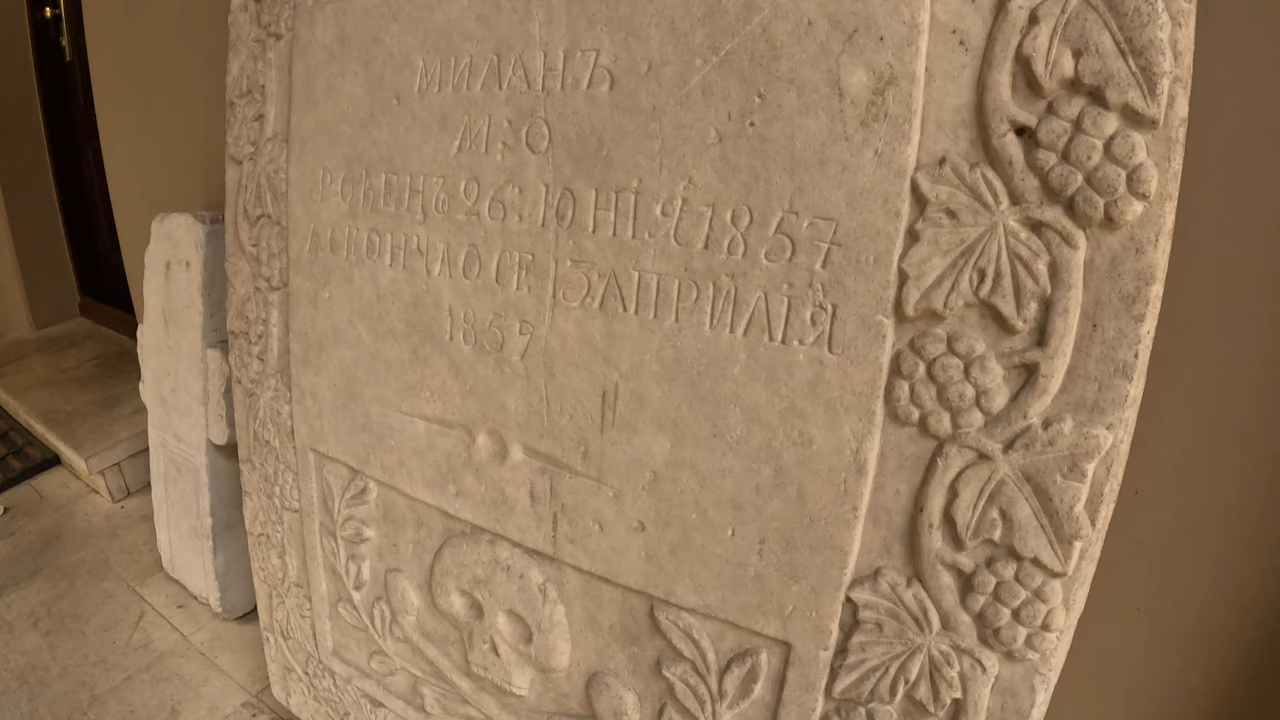 МИЛАНЪ
М: О
РОЂЕНЪ 26: ЮНІЯ 1857
А СКОНЧАО СЕ 13 АПРИЛІЯ
1859